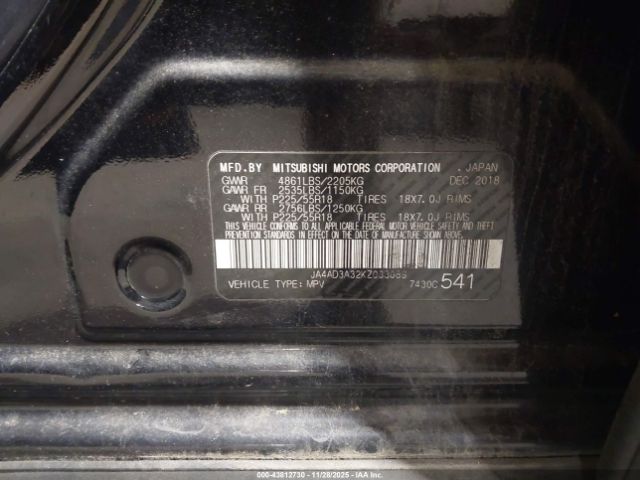 MFD.BY MITSUBISHI MOTORS CORPORATION . JAPAN
GVWR 4861LBS/2205KG DEC 2018
GAWR FR 2535LBS/1150KG
WITH P225/55R18 TIRES 18X7.0J RIMS
GAWR RR 2756LBS/1250KG
WITH P225/55R18 TIRES 18X7.0J RIMS
THIS VEHICLE CONFORMS TO ALL APPLICABLE FEDERAL MOTOR VEHICLE SAFETY AND THEFT
PREVENTION STANDARDS IN EFFECT ON THE DATE OF MANUFACTURE SHOWN ABOVE.
VEHICLE TYPE: MPV 7430C 541
000-43812730 - 11/28/2025 - IAA Inc.